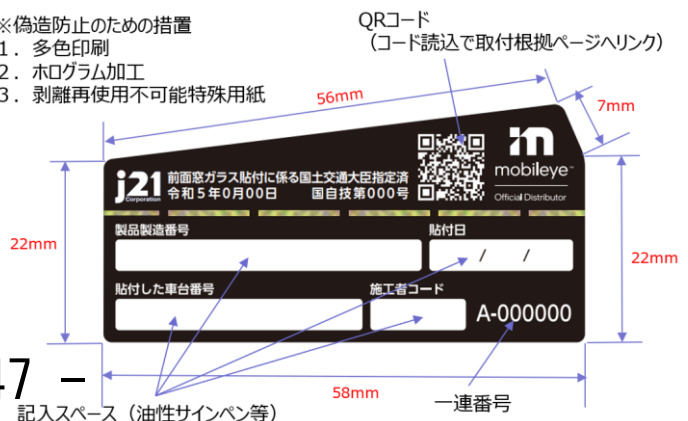 ※偽造防止のための措置
1．多色印刷
2．ホログラム加工
3．剥離再使用不可能特殊用紙
QRコード
（コード読込で取付根拠ページへリンク）
56mm
7mm
j21
Corporation
前面窓ガラス貼付に係る国土交通大臣指定済
令和５年０月００日 国自技第０００号
m
mobileye™
Official Distributor
22mm
22mm
製品製造番号
貼付日
/ /
貼付した車台番号
施工者コード
A-000000
47 －
58mm
記入スペース（油性サインペン等）
一連番号